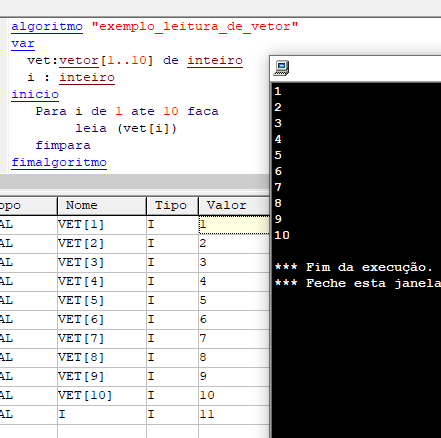 algoritmo "exemplo_leitura_de_vetor"
var
vet:vetor[1..10] de inteiro
i : inteiro
inicio
Para i de 1 ate 10 faca
leia (vet[i])
fimpara
fimalgoritmo
opo Nome Tipo Valor
AL VET[1] I 1
AL VET[2] I 2
AL VET[3] I 3
AL VET[4] I 4
AL VET[5] I 5
AL VET[6] I 6
AL VET[7] I 7
AL VET[8] I 8
AL VET[9] I 9
AL VET[10] I 10
AL I I 11
1
2
3
4
5
6
7
8
9
10
*** Fim da execução.
*** Feche esta janela